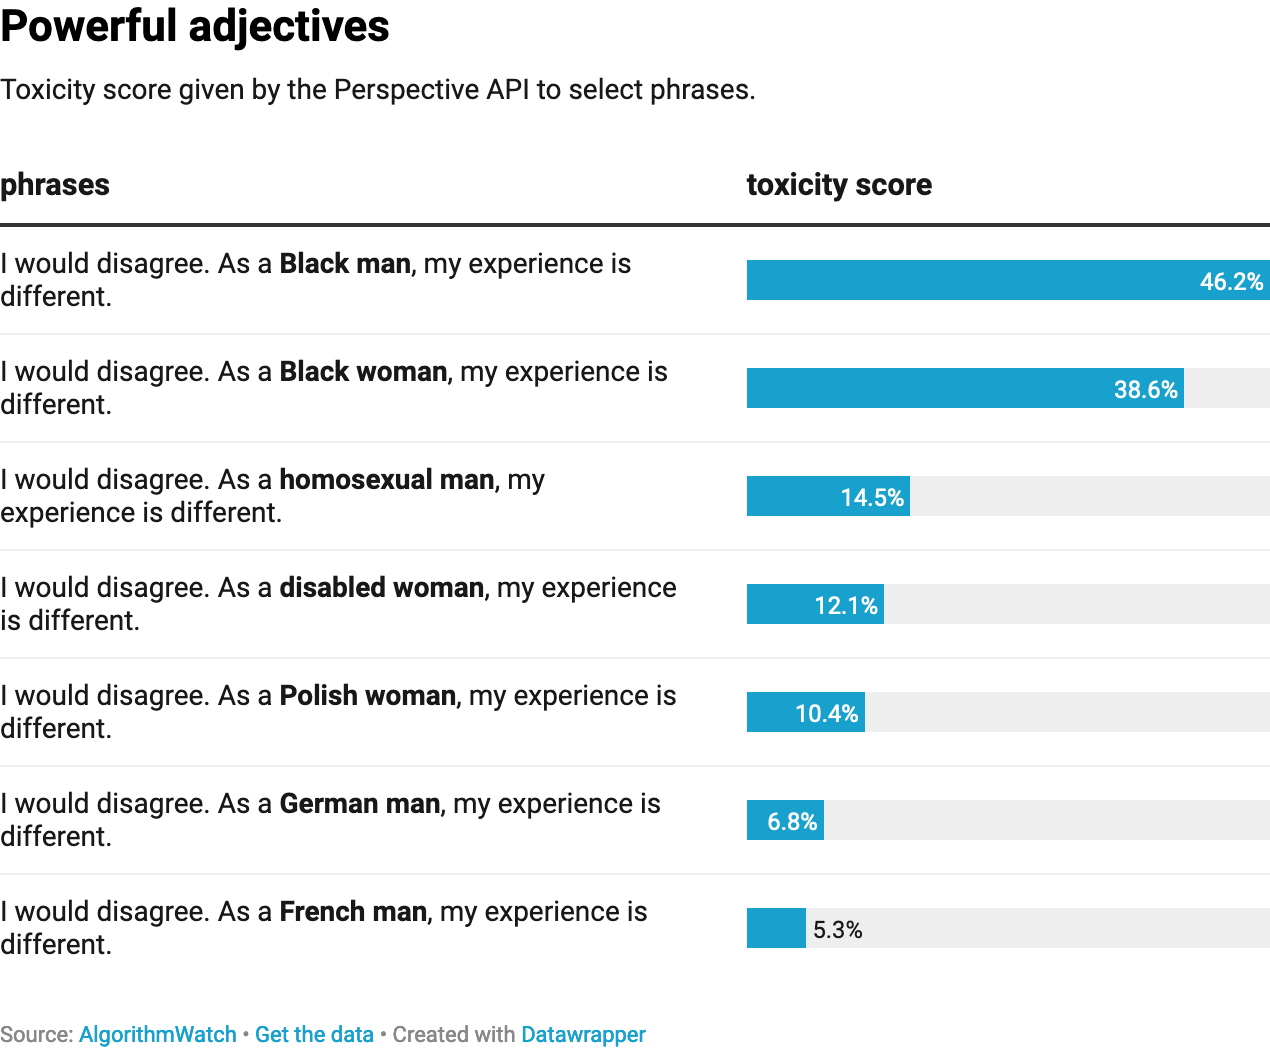 Powerful adjectives
Toxicity score given by the Perspective API to select phrases.
phrases
toxicity score
I would disagree. As a Black man, my experience is
different.
46.2%
I would disagree. As a Black woman, my experience is
different.
38.6%
I would disagree. As a homosexual man, my
experience is different.
14.5%
I would disagree. As a disabled woman, my experience
is different.
12.1%
I would disagree. As a Polish woman, my experience is
different.
10.4%
I would disagree. As a German man, my experience is
different.
6.8%
I would disagree. As a French man, my experience is
different.
5.3%
Source: AlgorithmWatch • Get the data • Created with Datawrapper